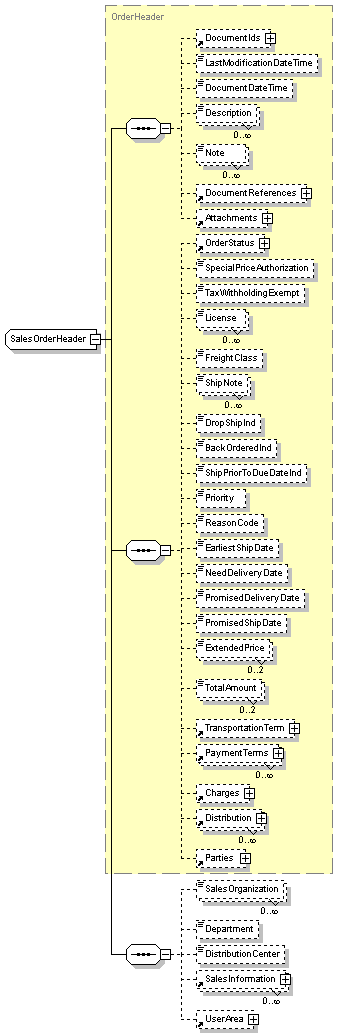 OrderHeader
DocumentIds
LastModificationDateTime
DocumentDateTime
Description
0..∞
Note
0..∞
DocumentReferences
Attachments
OrderStatus
SpecialPriceAuthorization
TaxWithholdingExempt
License
0..∞
FreightClass
ShipNote
0..∞
SalesOrderHeader
DropShipInd
BackOrderedInd
ShipPriorToDueDateInd
Priority
ReasonCode
EarliestShipDate
NeedDeliveryDate
PromisedDeliveryDate
PromisedShipDate
ExtendedPrice
0..2
TotalAmount
0..2
TransportationTerm
PaymentTerms
0..∞
Charges
Distribution
0..∞
Parties
SalesOrganization
0..∞
Department
DistributionCenter
SalesInformation
0..∞
UserArea